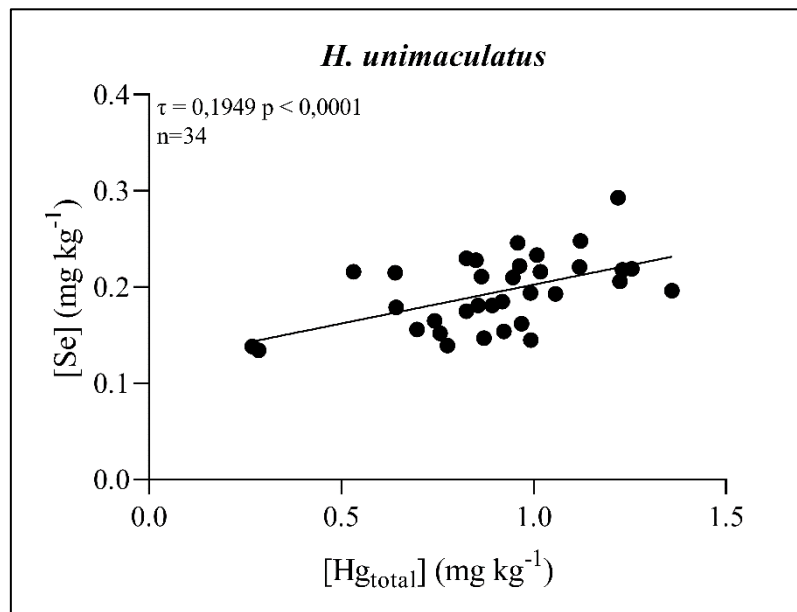 H. unimaculatus
τ = 0,1949 p < 0,0001
n=34
0.4
0.3
0.2
0.1
0.0
[Se] (mg kg⁻¹)
0.0 0.5 1.0 1.5
[Hgtotal] (mg kg⁻¹)